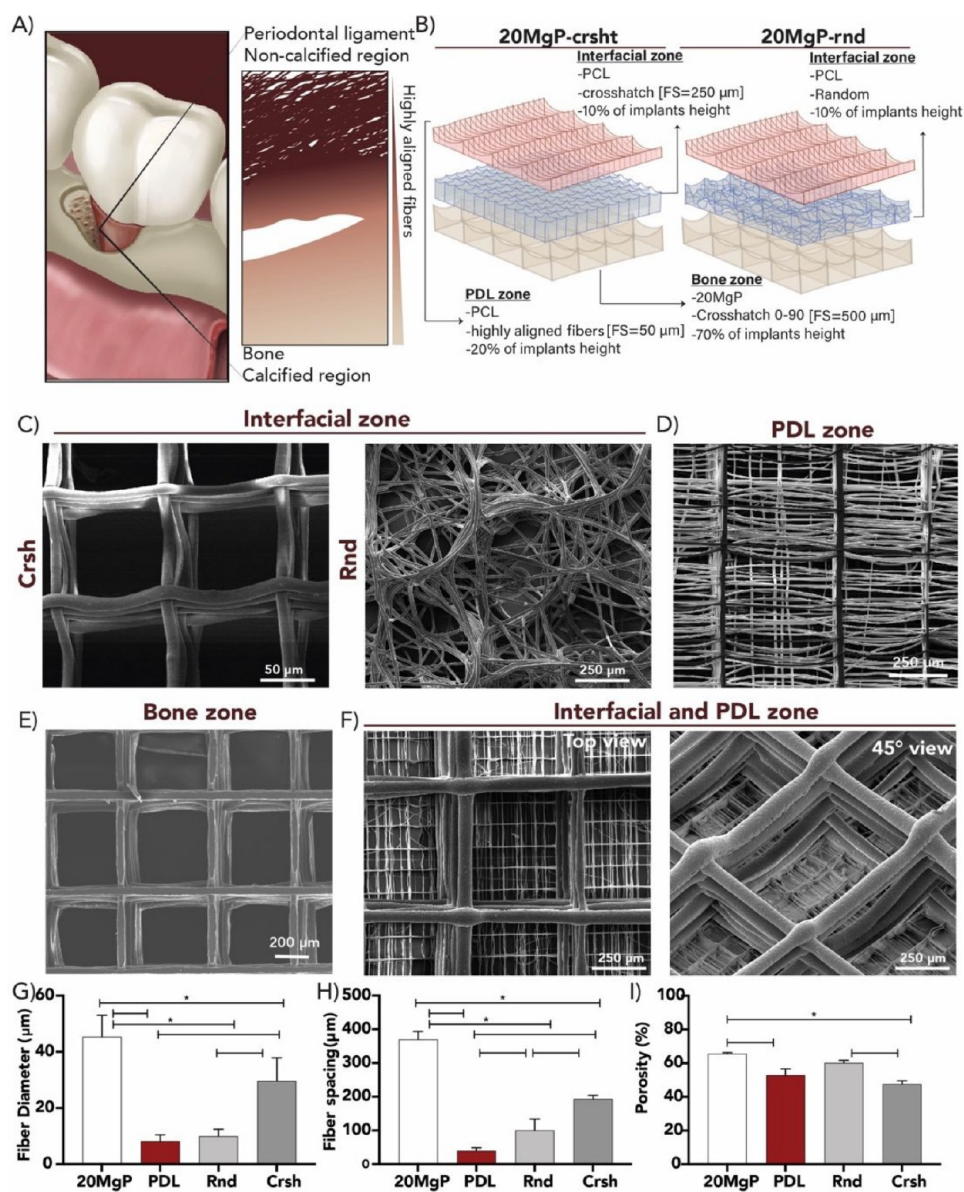 A)
Periodontal ligament
Non-calcified region
Highly aligned fibers
Bone
Calcified region
B)
20MgP-crsht
20MgP-rnd
Interfacial zone
-PCL
-crosshatch [FS=250 µm]
-10% of implants height
Interfacial zone
-PCL
-Random
-10% of implants height
PDL zone
-PCL
-highly aligned fibers [FS=50 µm]
-20% of implants height
Bone zone
-20MgP
-Crosshatch 0-90 [FS=500 µm]
-70% of implants height
C)
Interfacial zone
Crsh
50 µm
Rnd
250 µm
D)
PDL zone
250 µm
E)
Bone zone
200 µm
F)
Interfacial and PDL zone
Top view
250 µm
45° view
250 µm
G)
Fiber Diameter (µm)
60
40
20
0
*
*
20MgP PDL Rnd Crsh
H)
Fiber spacing(µm)
500
400
300
200
100
0
*
*
20MgP PDL Rnd Crsh
I)
Porosity (%)
100
80
60
40
20
0
*
20MgP PDL Rnd Crsh